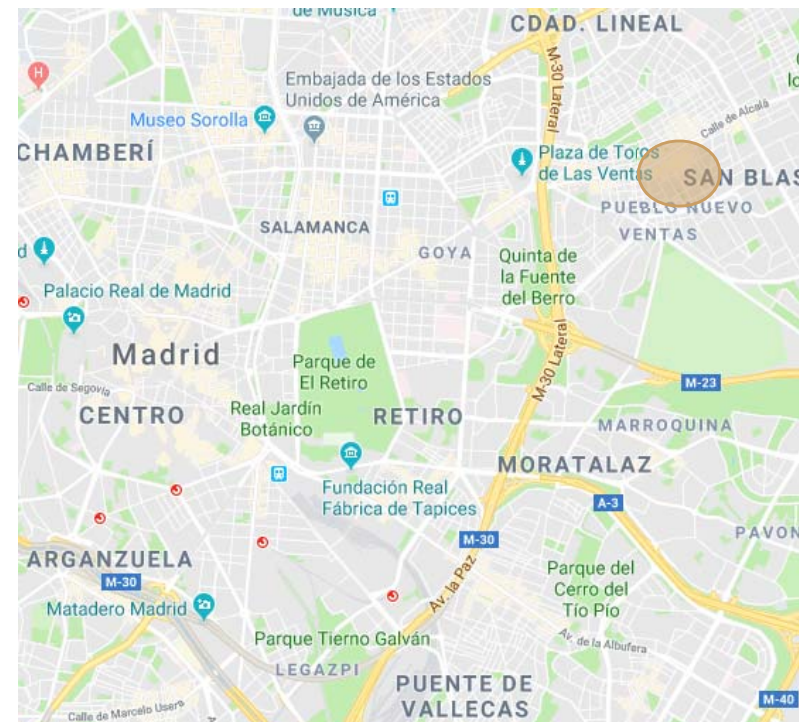 de Música
CDAD. LINEAL
M-30 Lateral
H
Embajada de los Estados
Unidos de América
Museo Sorolla
Calle de Alcalá
CHAMBERÍ
Plaza de Toros
de Las Ventas
SAN BLAS
PUEBLO NUEVO
VENTAS
SALAMANCA
GOYA
Quinta de
la Fuente
del Berro
d
Palacio Real de Madrid
M-30 Lateral
Madrid
Parque de
El Retiro
M-23
Calle de Segovia
CENTRO
Real Jardín
Botánico
RETIRO
MARROQUINA
MORATALAZ
Fundación Real
Fábrica de Tapices
A-3
M-30
PAVON
ARGANZUELA
M-30
Av. la Paz
Parque del
Cerro del
Tío Pío
Matadero Madrid
Parque Tierno Galván
Av. de la Albufera
LEGAZPI
PUENTE DE
VALLECAS
M-40
Calle de Marcelo Usera